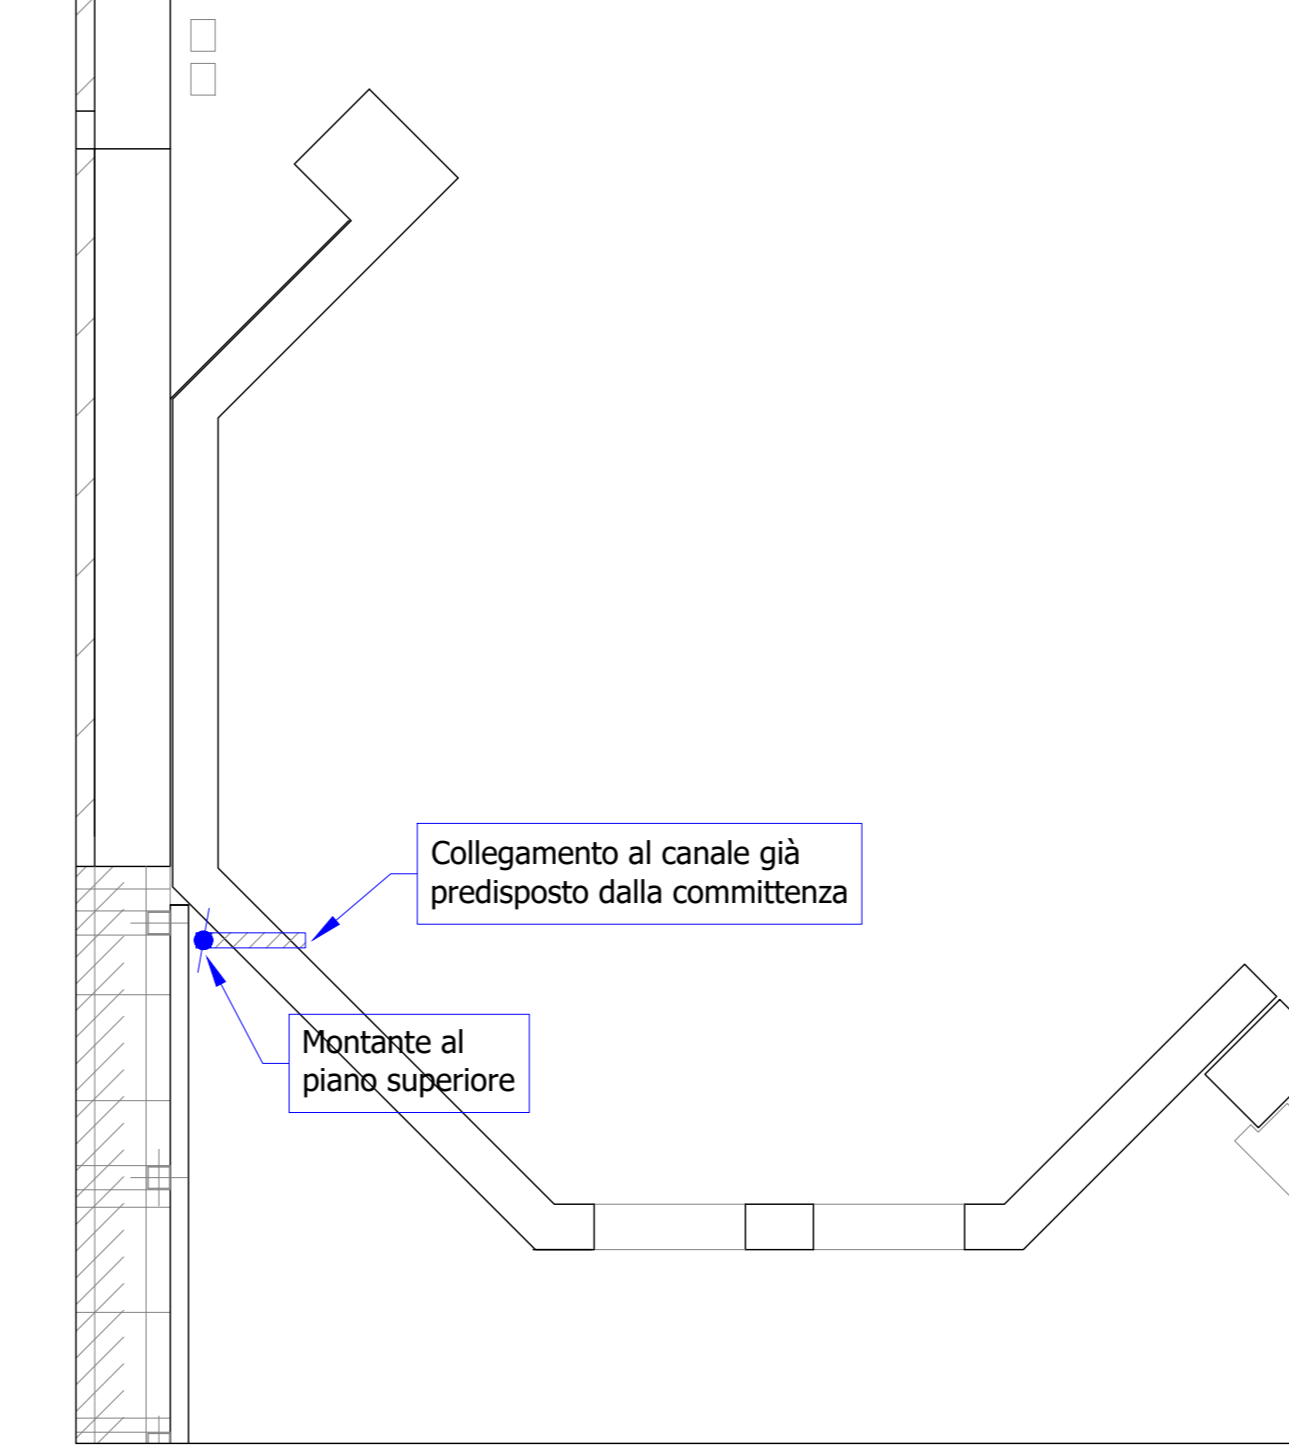 Collegamento al canale già
predisposto dalla committenza
Montante al
piano superiore